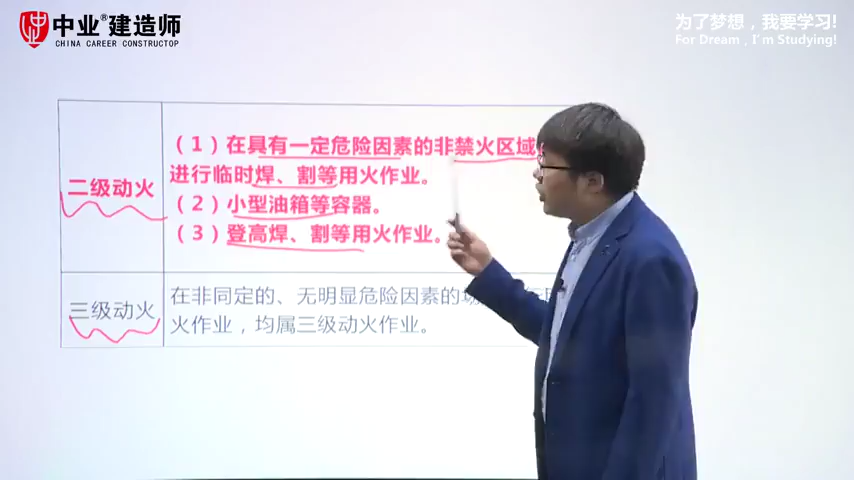 中业®建造师
CHINA CAREER CONSTRUCTOP
为了梦想，我要学习!
For Dream , I'm Studying!
二级动火
（1）在具有一定危险因素的非禁火区域
进行临时焊、割等用火作业。
（2）小型油箱等容器。
（3）登高焊、割等用火作业。
三级动火
在非固定的、无明显危险因素的场
火作业，均属三级动火作业。